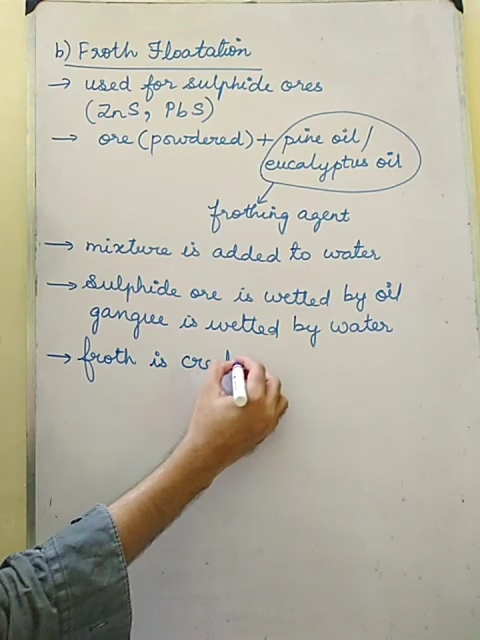 b) Froth Floatation
→ used for sulphide ores
(ZnS, PbS)
→ ore (powdered) + pine oil /
eucalyptus oil
frothing agent
→ mixture is added to water
→ sulphide ore is wetted by oil
gangue is wetted by water
→ froth is